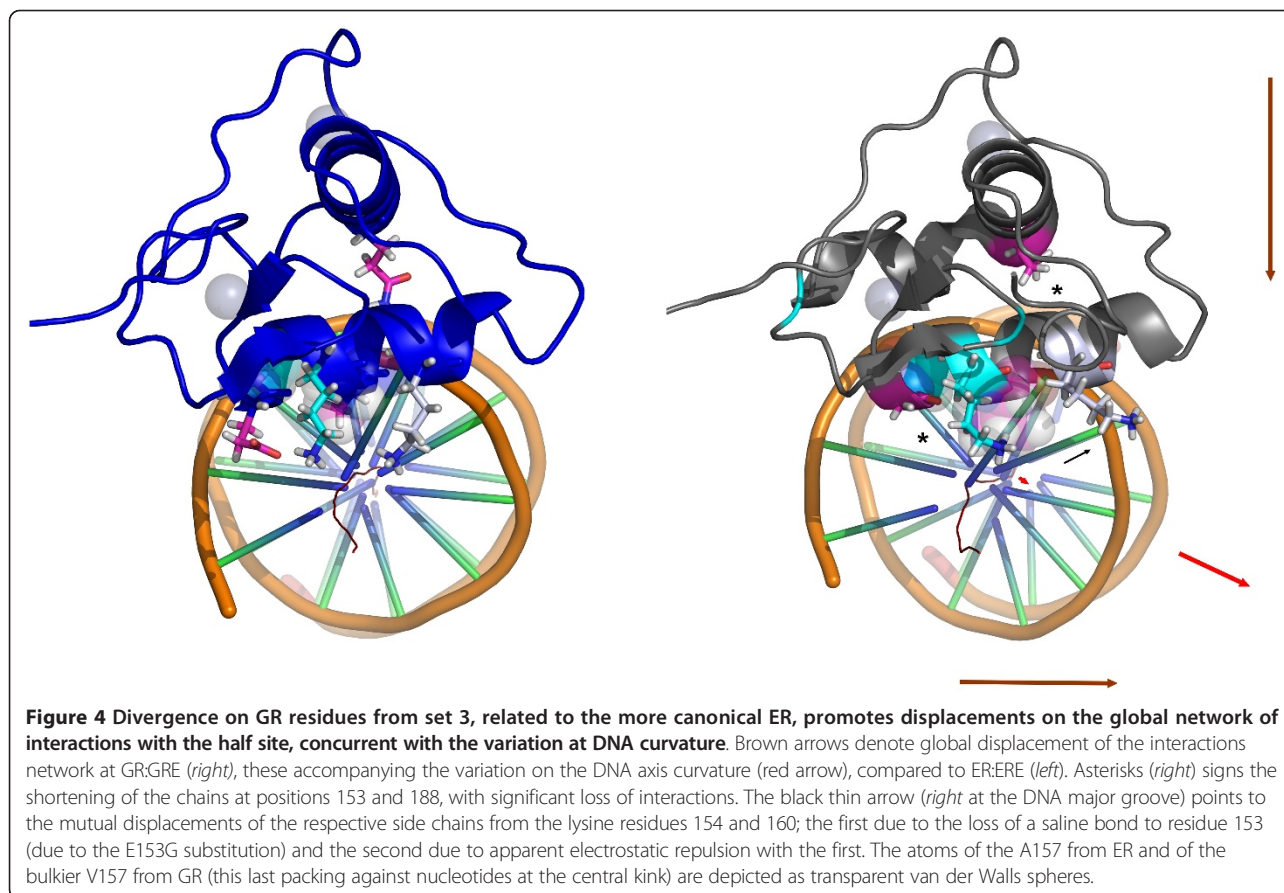 *
*
Figure 4 Divergence on GR residues from set 3, related to the more canonical ER, promotes displacements on the global network of
interactions with the half site, concurrent with the variation at DNA curvature. Brown arrows denote global displacement of the interactions
network at GR:GRE (right), these accompanying the variation on the DNA axis curvature (red arrow), compared to ER:ERE (left). Asterisks (right) signs the
shortening of the chains at positions 153 and 188, with significant loss of interactions. The black thin arrow (right at the DNA major groove) points to
the mutual displacements of the respective side chains from the lysine residues 154 and 160; the first due to the loss of a saline bond to residue 153
(due to the E153G substitution) and the second due to apparent electrostatic repulsion with the first. The atoms of the A157 from ER and of the
bulkier V157 from GR (this last packing against nucleotides at the central kink) are depicted as transparent van der Walls spheres.